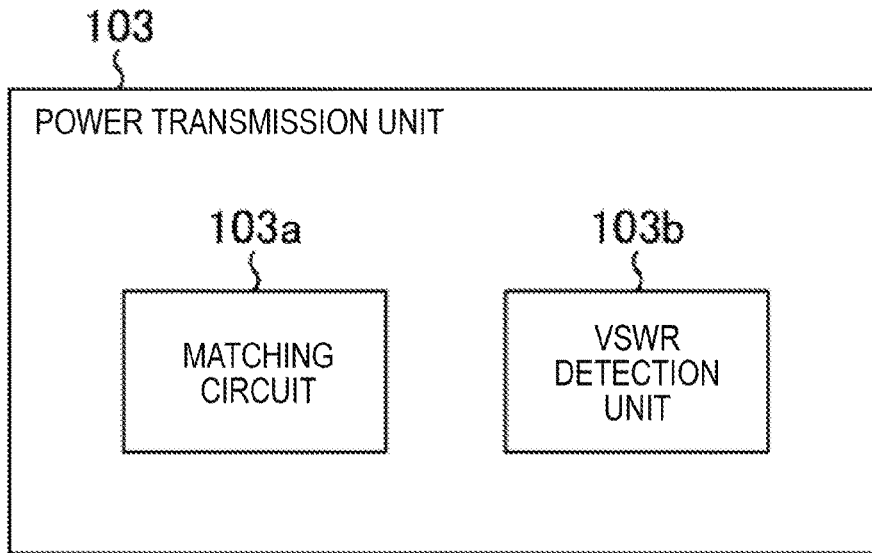 103
POWER TRANSMISSION UNIT
103a
103b
MATCHING
CIRCUIT
VSWR
DETECTION
UNIT